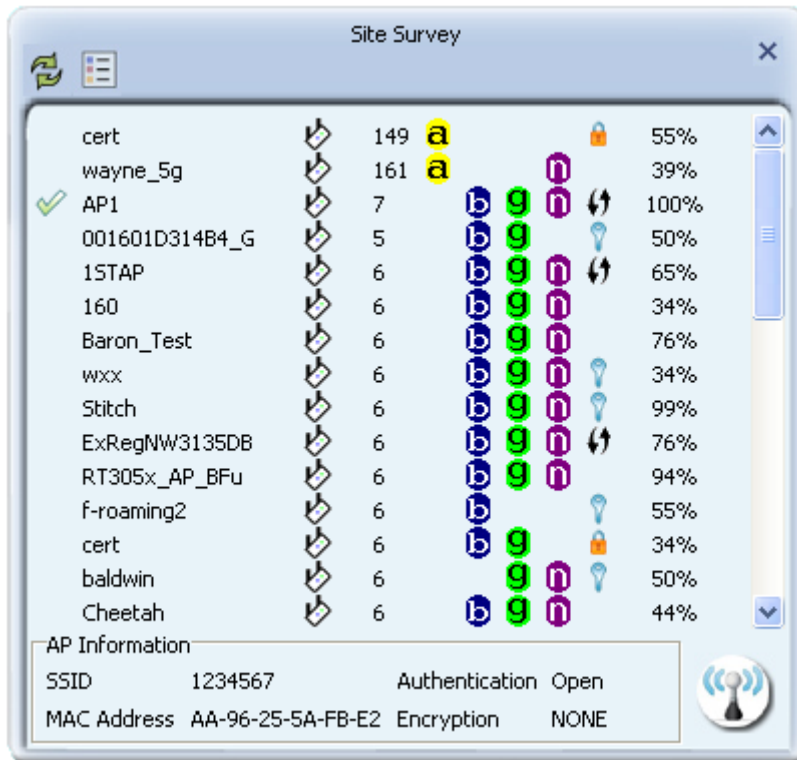 Site Survey
cert 149 a 55%
wayne_5g 161 a n 39%
AP1 7 b g n 100%
001601D314B4_G 5 b g 50%
1STAP 6 b g n 65%
160 6 b g n 34%
Baron_Test 6 b g n 76%
wxx 6 b g n 34%
Stitch 6 b g n 99%
ExRegNW3135DB 6 b g n 76%
RT305x_AP_BFu 6 b g n 94%
f-roaming2 6 b 55%
cert 6 b g 34%
baldwin 6 g n 50%
Cheetah 6 b g n 44%
AP Information
SSID 1234567 Authentication Open
MAC Address AA-96-25-5A-FB-E2 Encryption NONE